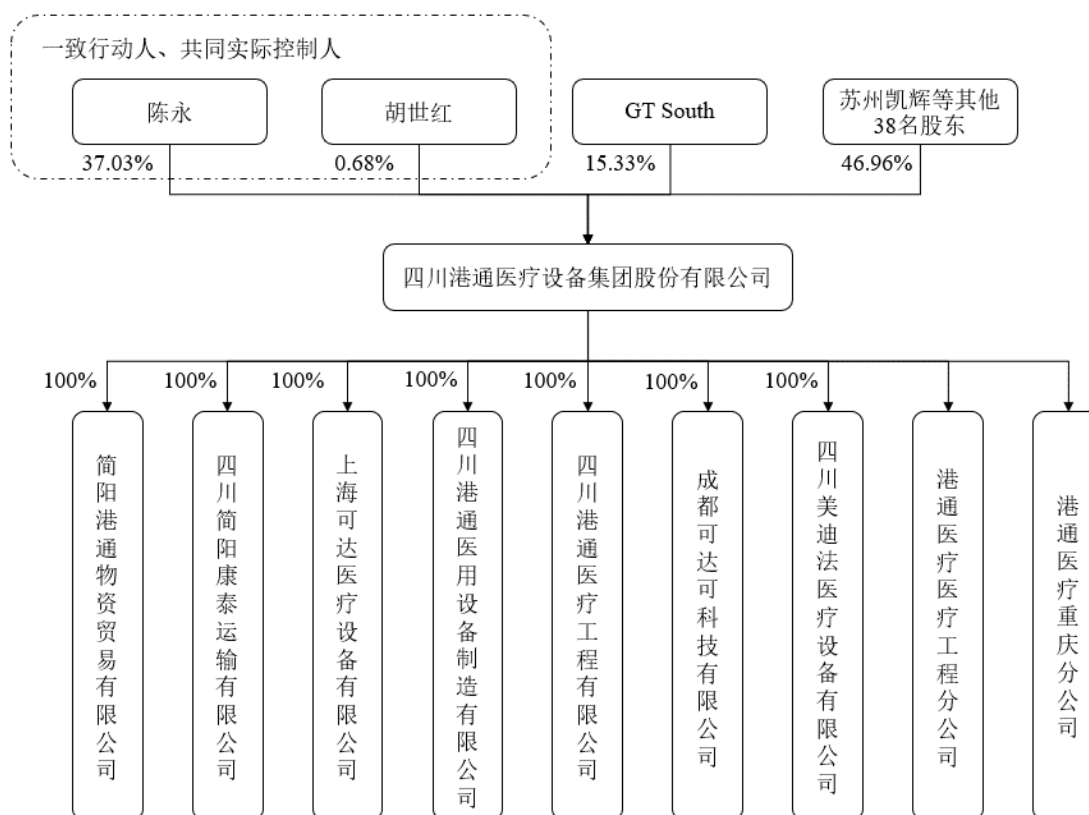 一致行动人、共同实际控制人
陈永
胡世红
GT South
苏州凯辉等其他
38名股东
37.03%
0.68%
15.33%
46.96%
四川港通医疗设备集团股份有限公司
100%
100%
100%
100%
100%
100%
100%
简阳港通物资贸易有限公司
四川简阳康泰运输有限公司
上海可达医疗设备有限公司
四川港通医用设备制造有限公司
四川港通医疗工程有限公司
成都可达可科技有限公司
四川美迪法医疗设备有限公司
港通医疗医疗工程分公司
港通医疗重庆分公司